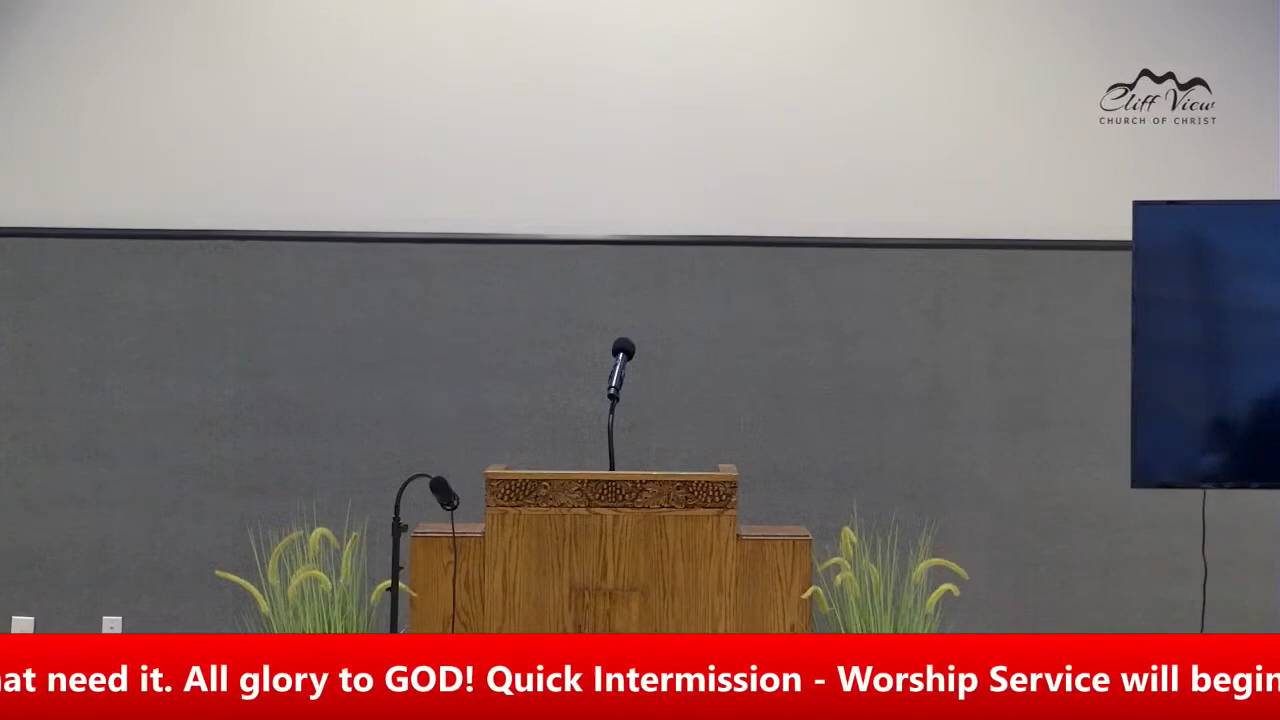 Cliff View
CHURCH OF CHRIST
need it. All glory to GOD! Quick Intermission - Worship Service will begin